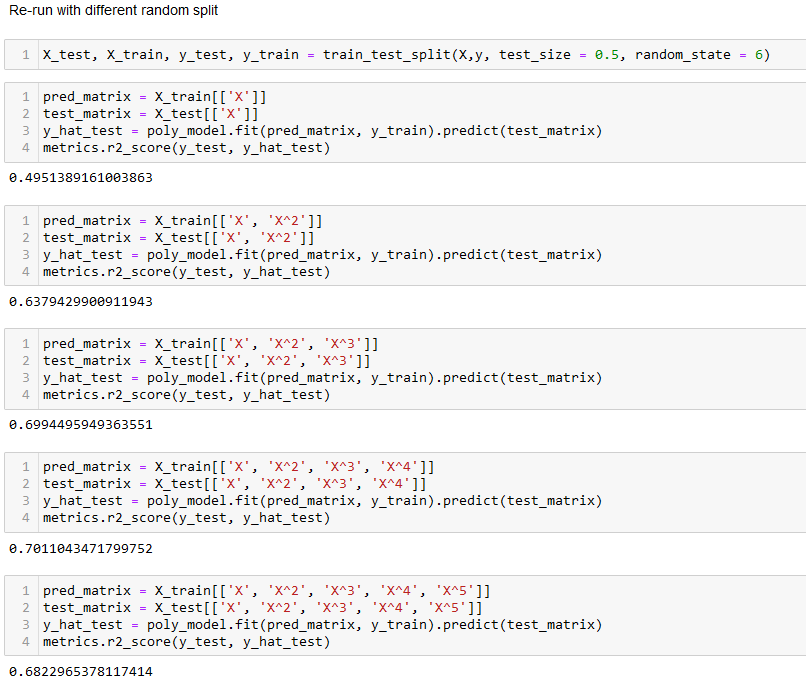 Re-run with different random split
1 X_test, X_train, y_test, y_train = train_test_split(X,y, test_size = 0.5, random_state = 6)
1 pred_matrix = X_train[['X']]
2 test_matrix = X_test[['X']]
3 y_hat_test = poly_model.fit(pred_matrix, y_train).predict(test_matrix)
4 metrics.r2_score(y_test, y_hat_test)
0.4951389161003863
1 pred_matrix = X_train[['X', 'X^2']]
2 test_matrix = X_test[['X', 'X^2']]
3 y_hat_test = poly_model.fit(pred_matrix, y_train).predict(test_matrix)
4 metrics.r2_score(y_test, y_hat_test)
0.6379429900911943
1 pred_matrix = X_train[['X', 'X^2', 'X^3']]
2 test_matrix = X_test[['X', 'X^2', 'X^3']]
3 y_hat_test = poly_model.fit(pred_matrix, y_train).predict(test_matrix)
4 metrics.r2_score(y_test, y_hat_test)
0.6994495949363551
1 pred_matrix = X_train[['X', 'X^2', 'X^3', 'X^4']]
2 test_matrix = X_test[['X', 'X^2', 'X^3', 'X^4']]
3 y_hat_test = poly_model.fit(pred_matrix, y_train).predict(test_matrix)
4 metrics.r2_score(y_test, y_hat_test)
0.7011043471799752
1 pred_matrix = X_train[['X', 'X^2', 'X^3', 'X^4', 'X^5']]
2 test_matrix = X_test[['X', 'X^2', 'X^3', 'X^4', 'X^5']]
3 y_hat_test = poly_model.fit(pred_matrix, y_train).predict(test_matrix)
4 metrics.r2_score(y_test, y_hat_test)
0.6822965378117414